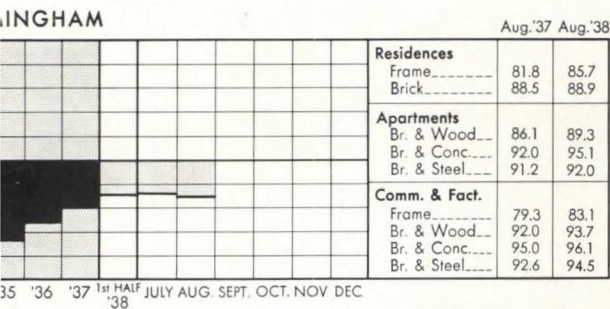 INGHAM
Aug.'37 Aug.'38
Residences
Frame 81.8 85.7
Brick 88.5 88.9
Apartments
Br. & Wood 86.1 89.3
Br. & Conc. 92.0 95.1
Br. & Steel 91.2 92.0
Comm. & Fact.
Frame 79.3 83.1
Br. & Wood 92.0 93.7
Br. & Conc. 95.0 96.1
Br. & Steel 92.6 94.5
35 '36 '37 1st HALF '38 JULY AUG. SEPT. OCT. NOV DEC.